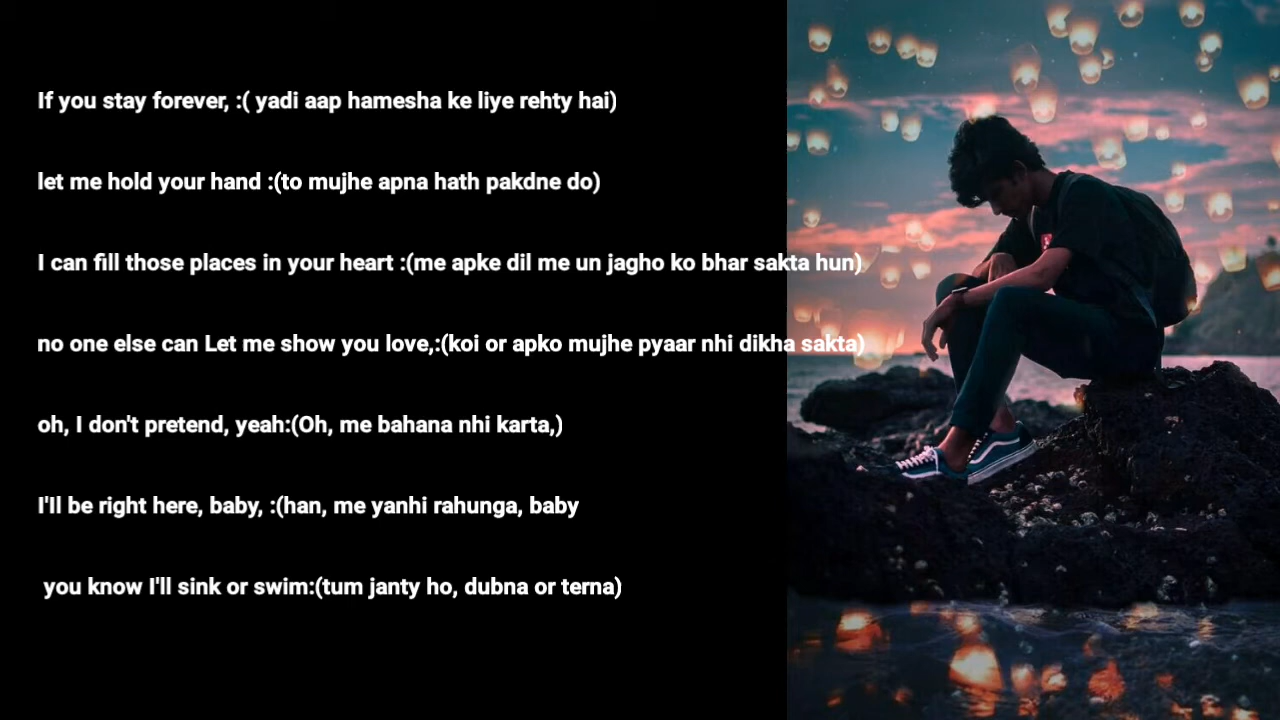 If you stay forever, :( yadi aap hamesha ke liye rehty hai)
let me hold your hand :(to mujhe apna hath pakdne do)
I can fill those places in your heart :(me apke dil me un jagho ko bhar sakta hun)
no one else can Let me show you love,:(koi or apko mujhe pyaar nhi dikha sakta)
oh, I don't pretend, yeah:(Oh, me bahana nhi karta,)
I'll be right here, baby, :(han, me yanhi rahunga, baby
you know I'll sink or swim:(tum janty ho, dubna or terna)